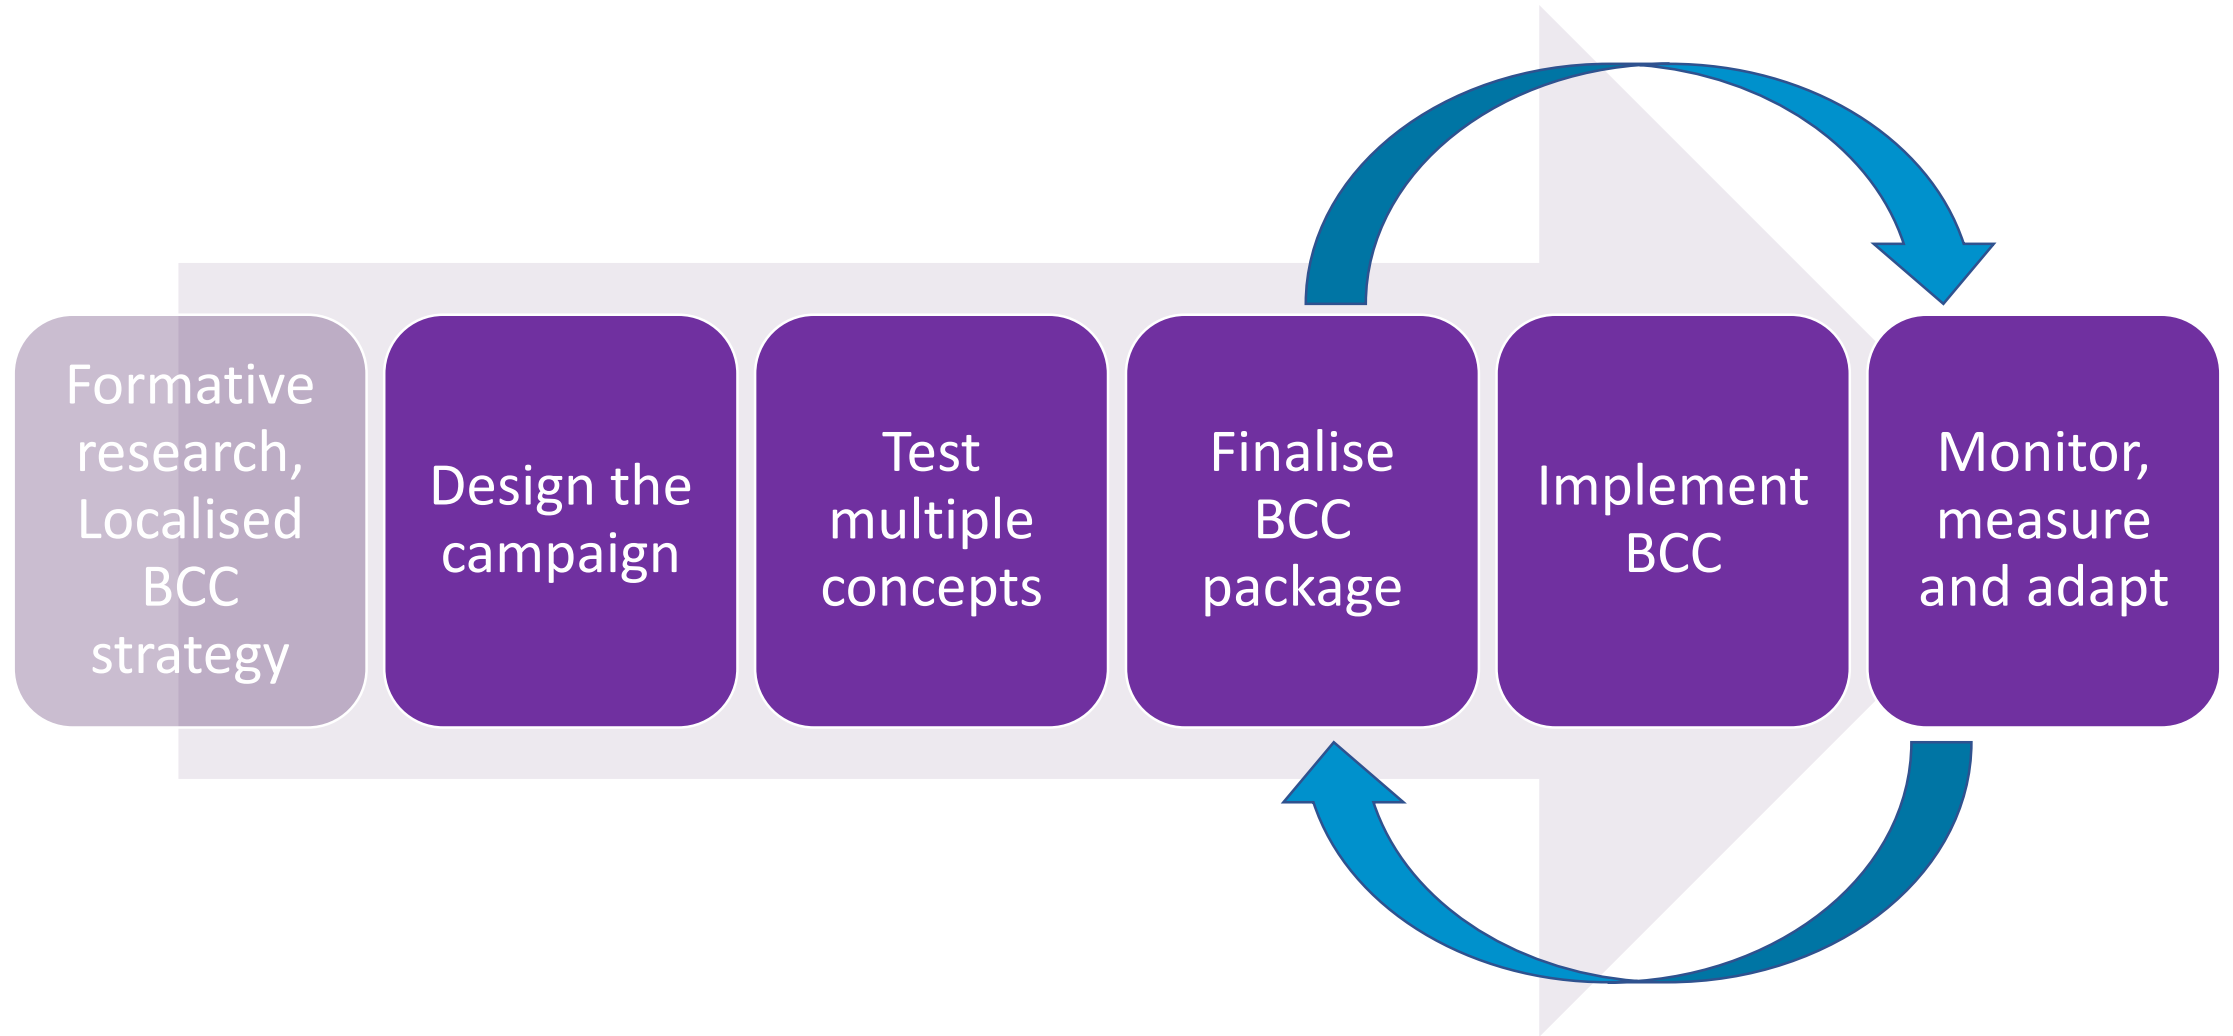 Formative
research,
Localised
BCC
strategy
Design the
campaign
Test
multiple
concepts
Finalise
BCC
package
Implement
BCC
Monitor,
measure
and adapt